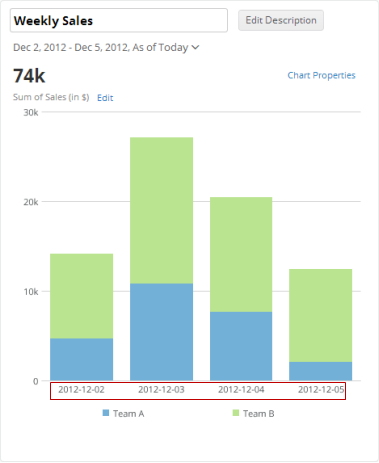 Weekly Sales
Edit Description
Dec 2, 2012 - Dec 5, 2012, As of Today
74k
Chart Properties
Sum of Sales (in $) Edit
30k
20k
10k
0
2012-12-02 2012-12-03 2012-12-04 2012-12-05
Team A Team B